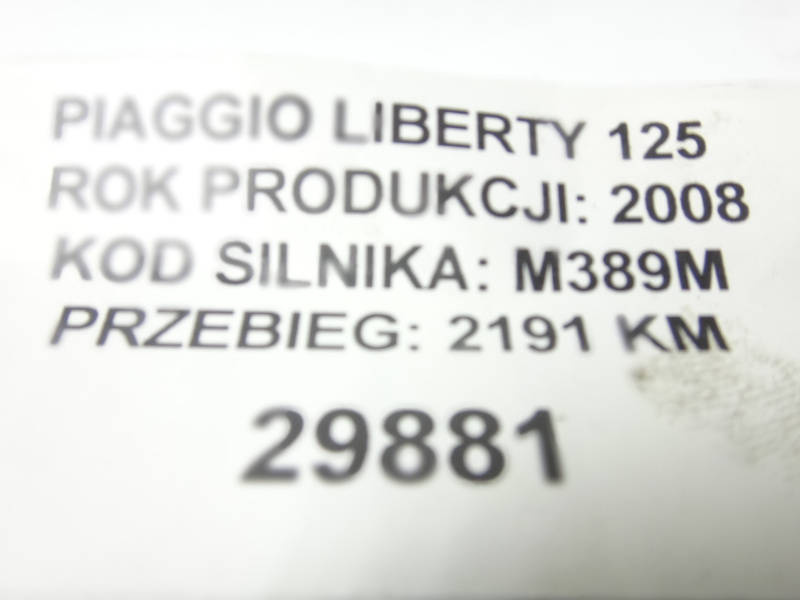 PIAGGIO LIBERTY 125
ROK PRODUKCJI: 2008
KOD SILNIKA: M389M
PRZEBIEG: 2191 KM
29881